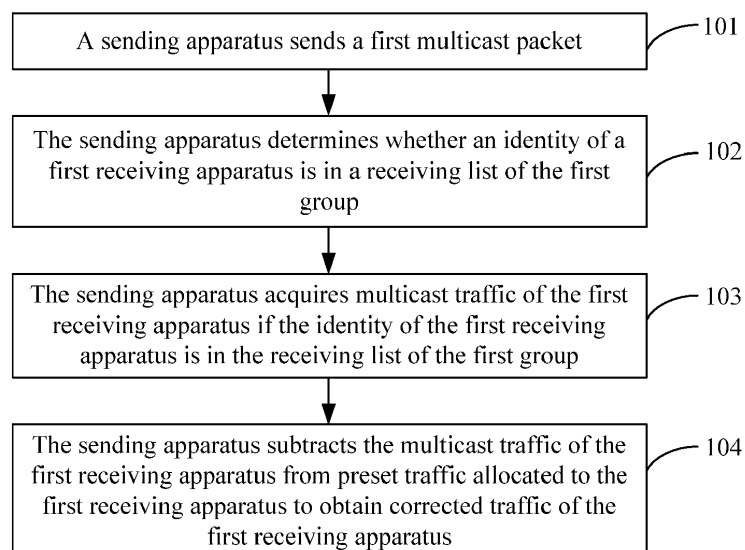 A sending apparatus sends a first multicast packet
101
The sending apparatus determines whether an identity of a
first receiving apparatus is in a receiving list of the first
group
102
The sending apparatus acquires multicast traffic of the first
receiving apparatus if the identity of the first receiving
apparatus is in the receiving list of the first group
103
The sending apparatus subtracts the multicast traffic of the
first receiving apparatus from preset traffic allocated to the
first receiving apparatus to obtain corrected traffic of the
first receiving apparatus
104